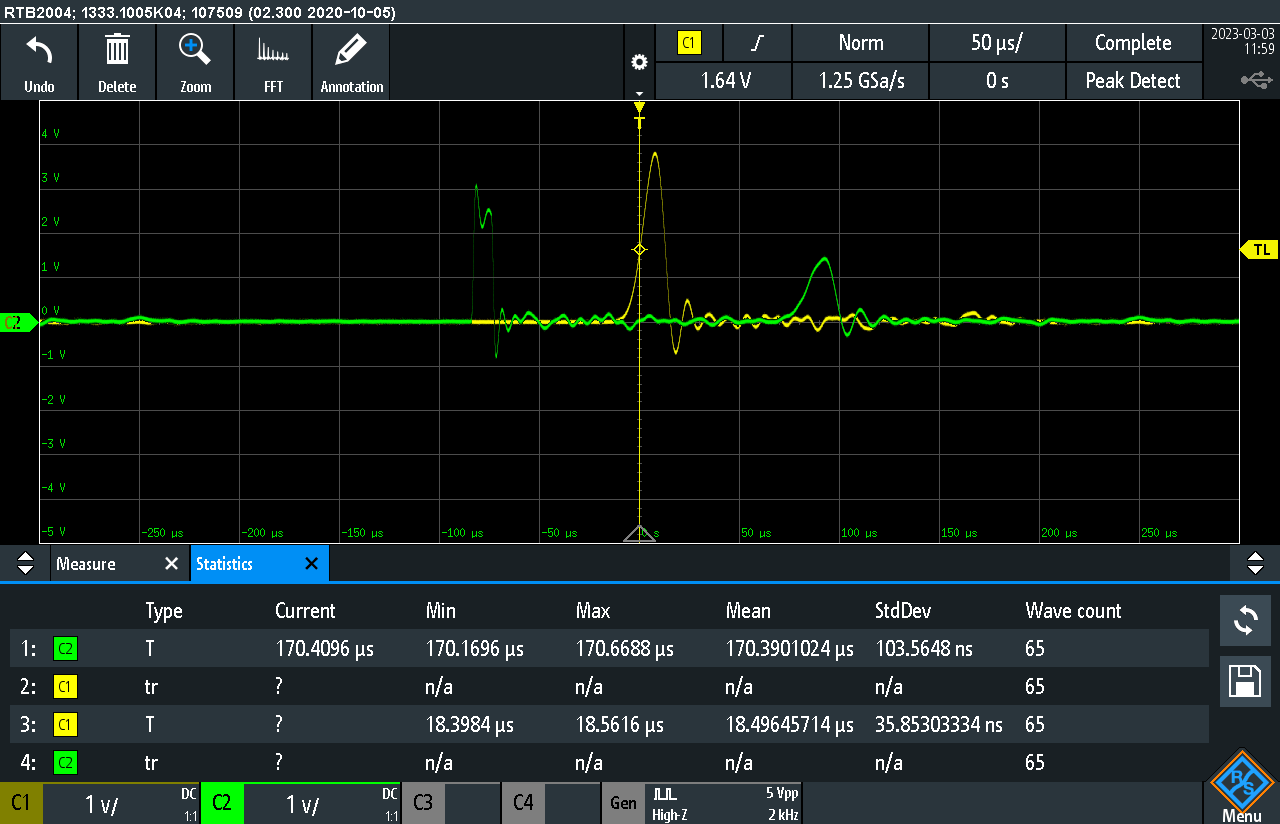 RTB2004; 1333.1005K04; 107509 (02.300 2020-10-05)
Undo
Delete
Zoom
FFT
Annotation
C1
Norm
50 µs/
Complete
1.64 V
1.25 GSa/s
0 s
Peak Detect
2023-03-03
11:59
T
4 V
3 V
2 V
1 V
0 V
-1 V
-2 V
-3 V
-4 V
-5 V
C2
TL
-250 µs
-200 µs
-150 µs
-100 µs
-50 µs
0 s
50 µs
100 µs
150 µs
200 µs
250 µs
Measure
Statistics
Type Current Min Max Mean StdDev Wave count
1: C2 T 170.4096 µs 170.1696 µs 170.6688 µs 170.3901024 µs 103.5648 ns 65
2: C1 tr ? n/a n/a n/a n/a 65
3: C1 T ? 18.3984 µs 18.5616 µs 18.49645714 µs 35.85303334 ns 65
4: C2 tr ? n/a n/a n/a n/a 65
C1 1 V/ DC 1:1
C2 1 V/ DC 1:1
C3
C4
Gen
High-Z
5 Vpp
2 kHz
R S
Menu